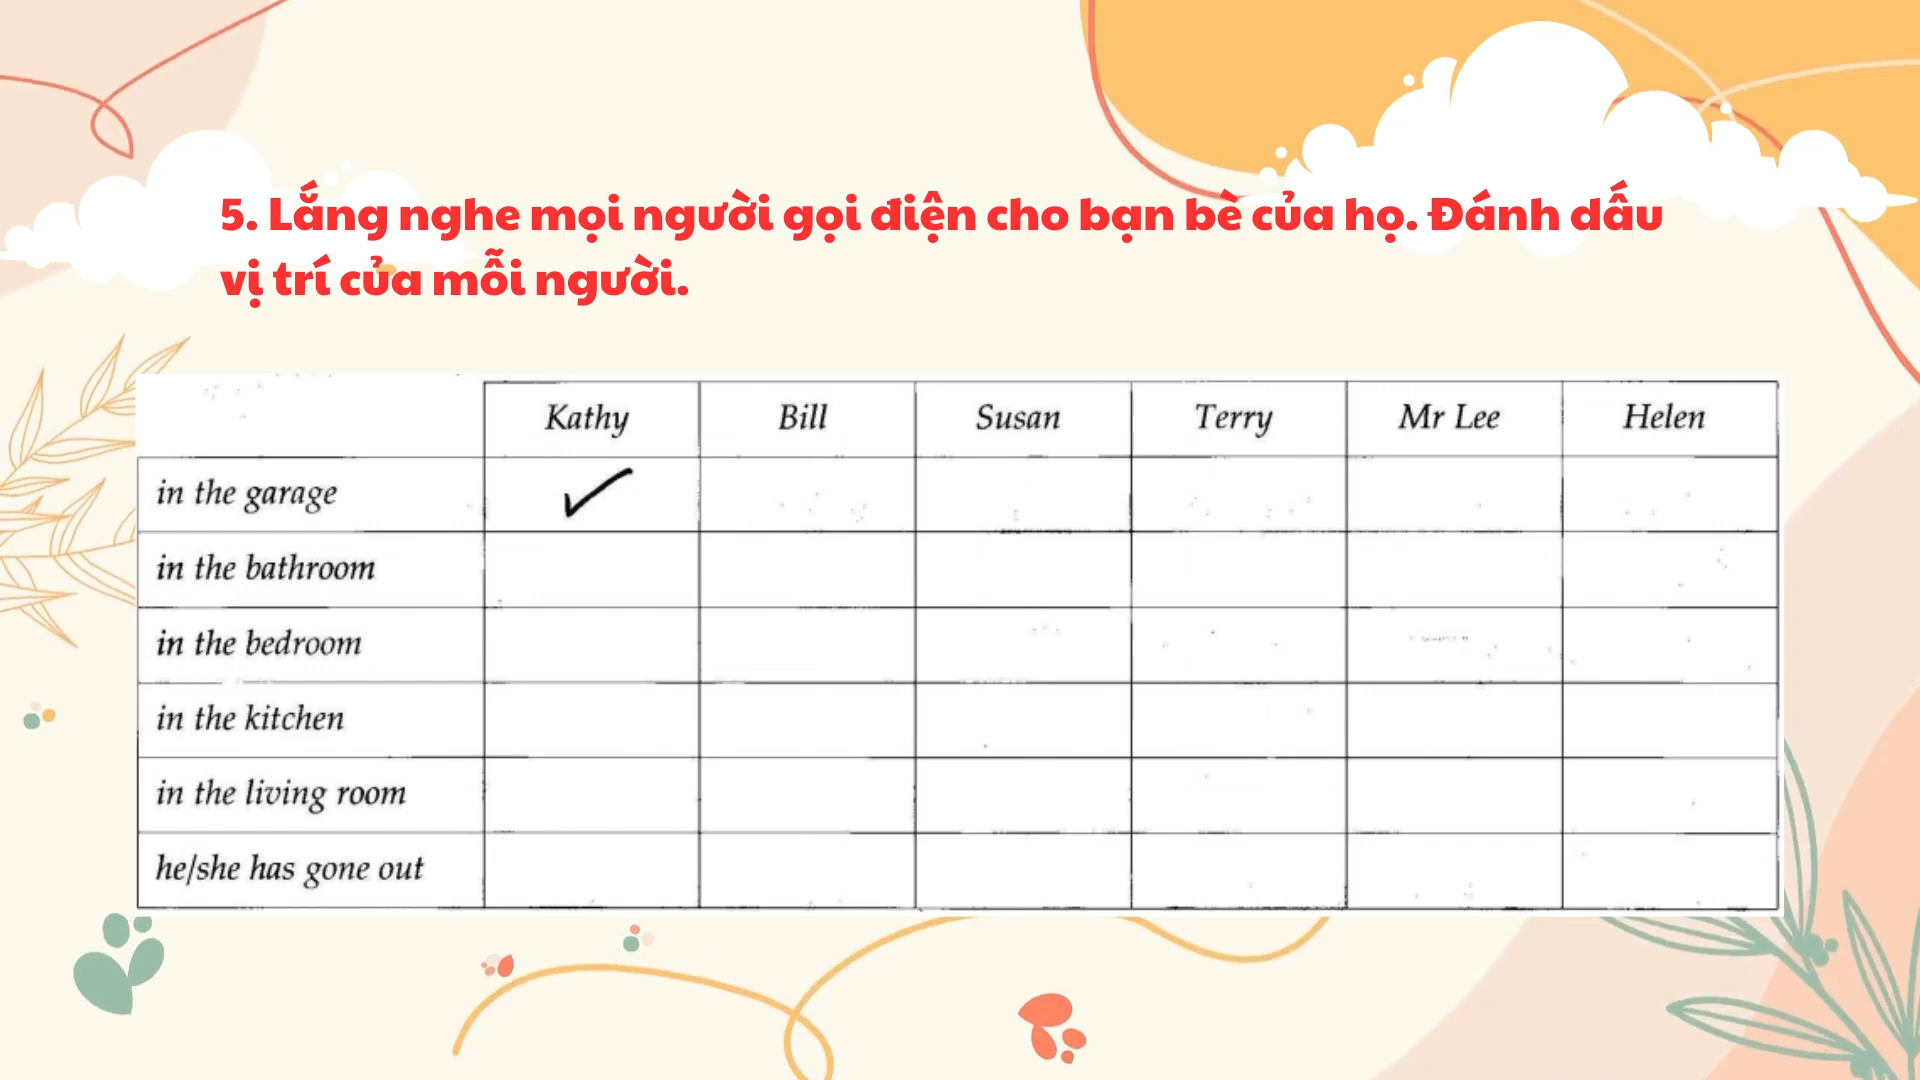 5. Lắng nghe mọi người gọi điện cho bạn bè của họ. Đánh dấu
vị trí của mỗi người.
Kathy Bill Susan Terry Mr Lee Helen
in the garage ✓
in the bathroom
in the bedroom
in the kitchen
in the living room
he/she has gone out